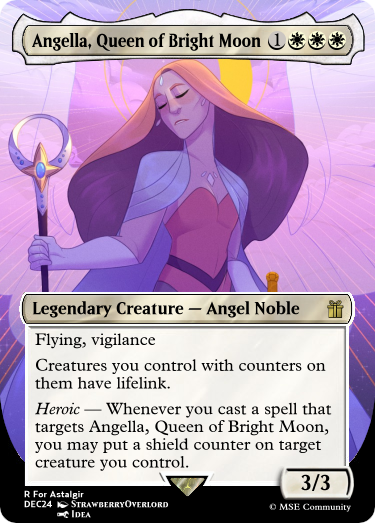 Angella, Queen of Bright Moon 1
Legendary Creature — Angel Noble
Flying, vigilance
Creatures you control with counters on
them have lifelink.
Heroic — Whenever you cast a spell that
targets Angella, Queen of Bright Moon,
you may put a shield counter on target
creature you control.
3/3
R For Astalgir
DEC24 StrawberryOverlord
Idea
© MSE Community